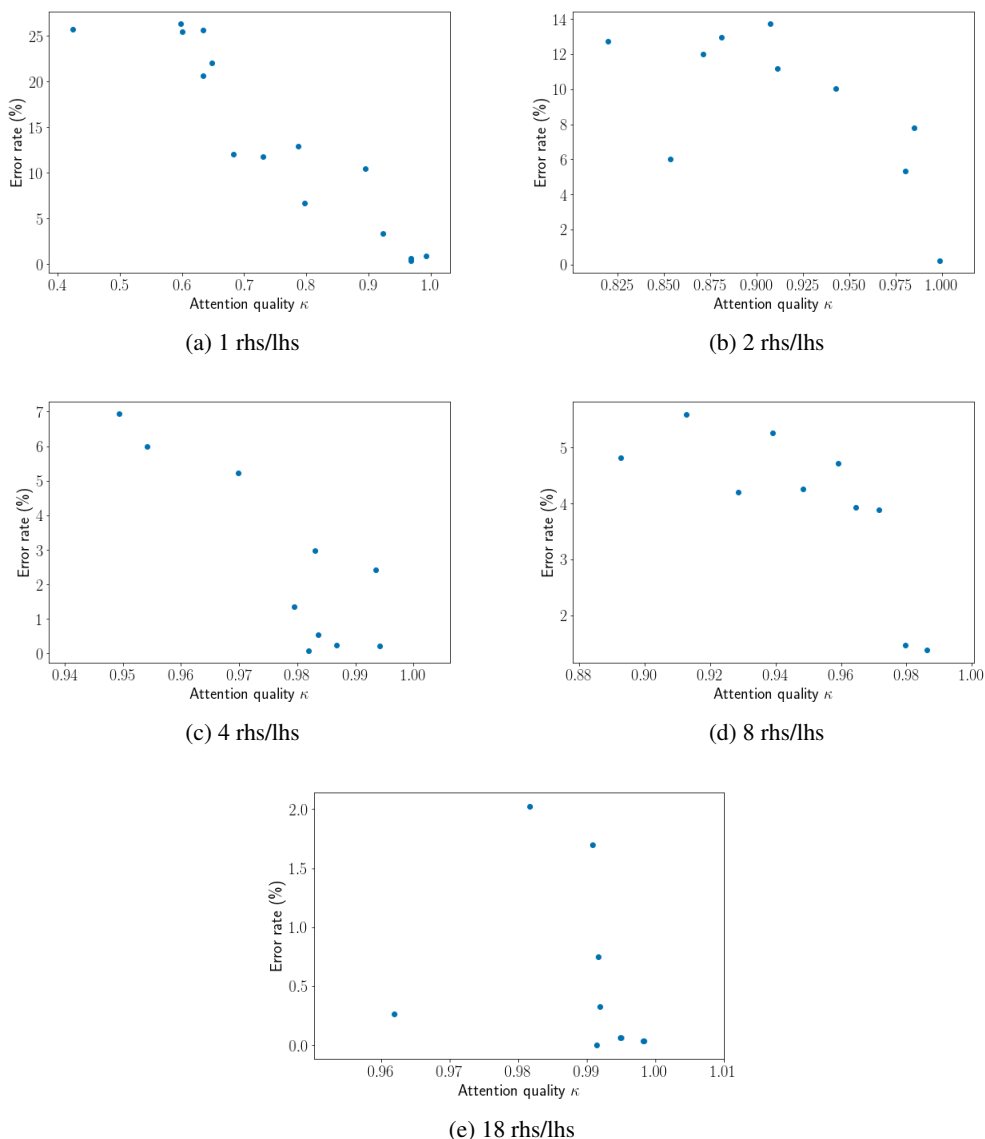 25
20
15
10
5
0
Error rate (%)
0.4 0.5 0.6 0.7 0.8 0.9 1.0
Attention quality κ
(a) 1 rhs/lhs
14
12
10
8
6
4
2
0
Error rate (%)
0.825 0.850 0.875 0.900 0.925 0.950 0.975 1.000
Attention quality κ
(b) 2 rhs/lhs
7
6
5
4
3
2
1
0
Error rate (%)
0.94 0.95 0.96 0.97 0.98 0.99 1.00
Attention quality κ
(c) 4 rhs/lhs
5
4
3
2
Error rate (%)
0.88 0.90 0.92 0.94 0.96 0.98 1.00
Attention quality κ
(d) 8 rhs/lhs
2.0
1.5
1.0
0.5
0.0
Error rate (%)
0.96 0.97 0.98 0.99 1.00 1.01
Attention quality κ
(e) 18 rhs/lhs